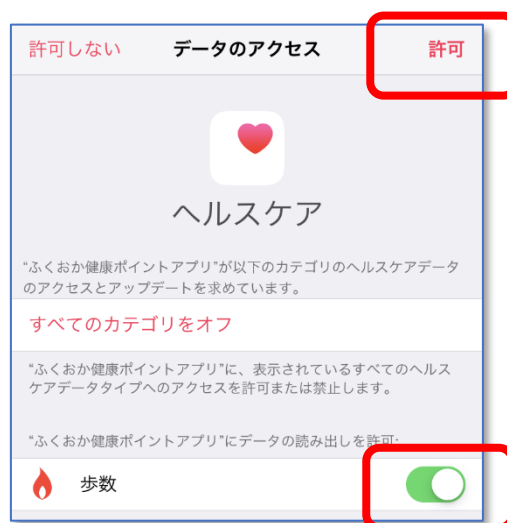 許可しない データのアクセス 許可
ヘルスケア
“ふくおか健康ポイントアプリ”が以下のカテゴリのヘルスケアデータ
のアクセスとアップデートを求めています。
すべてのカテゴリをオフ
“ふくおか健康ポイントアプリ”に、表示されているすべてのヘルス
ケアデータタイプへのアクセスを許可または禁止します。
“ふくおか健康ポイントアプリ”にデータの読み出しを許可:
歩数